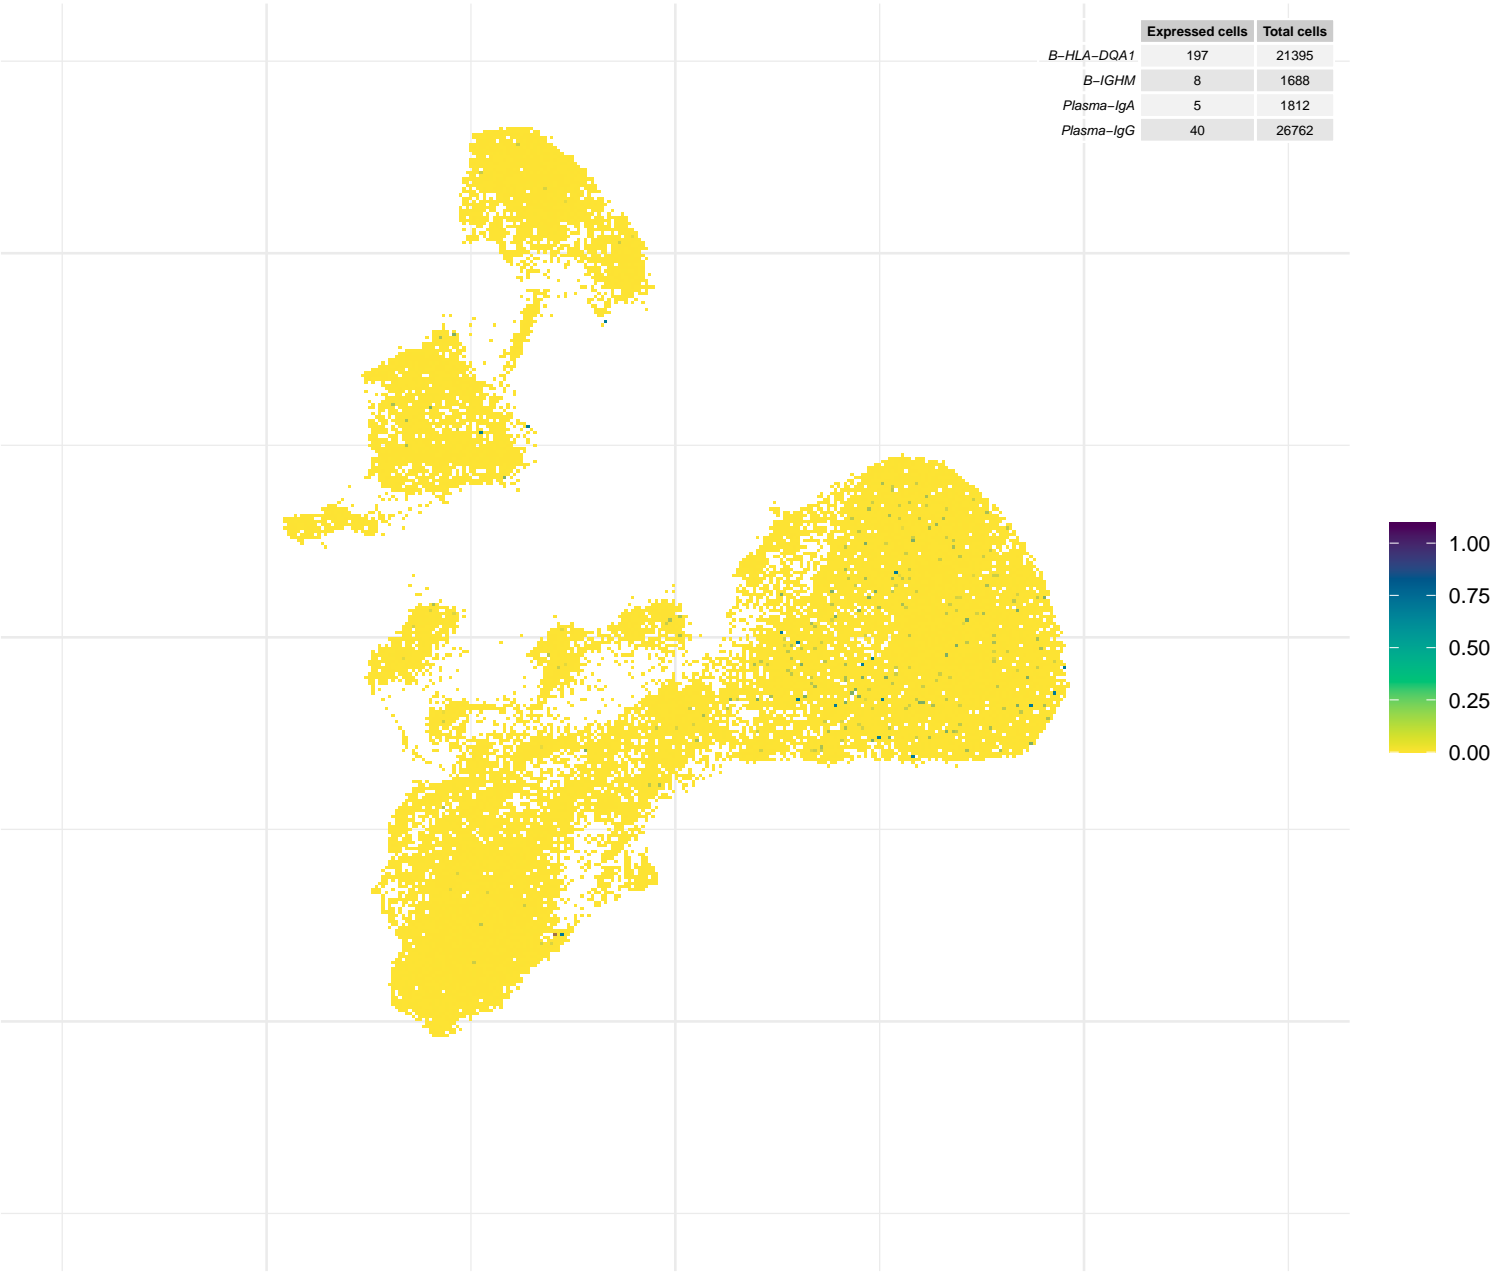 Expressed cells Total cells
B−HLA−DQA1 197 21395
B−IGHM 8 1688
Plasma−IgA 5 1812
Plasma−IgG 40 26762
1.00
0.75
0.50
0.25
0.00